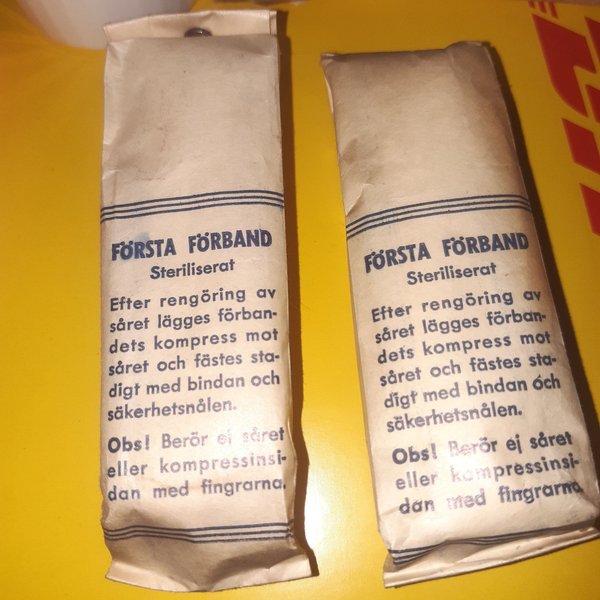 FÖRSTA FÖRBAND
Steriliserat
Efter rengöring av
såret lägges förban-
dets kompress mot
såret och fästes sta-
digt med bindan och
säkerhetsnålen.
Obs! Berör ej såret
eller kompressinsi-
dan med fingrarna.
FÖRSTA FÖRBAND
Steriliserat
Efter rengöring av
såret lägges förban-
dets kompress mot
såret och fästes sta-
digt med bindan och
säkerhetsnålen.
Obs! Berör ej såret
eller kompressinsi-
dan med fingrarna.